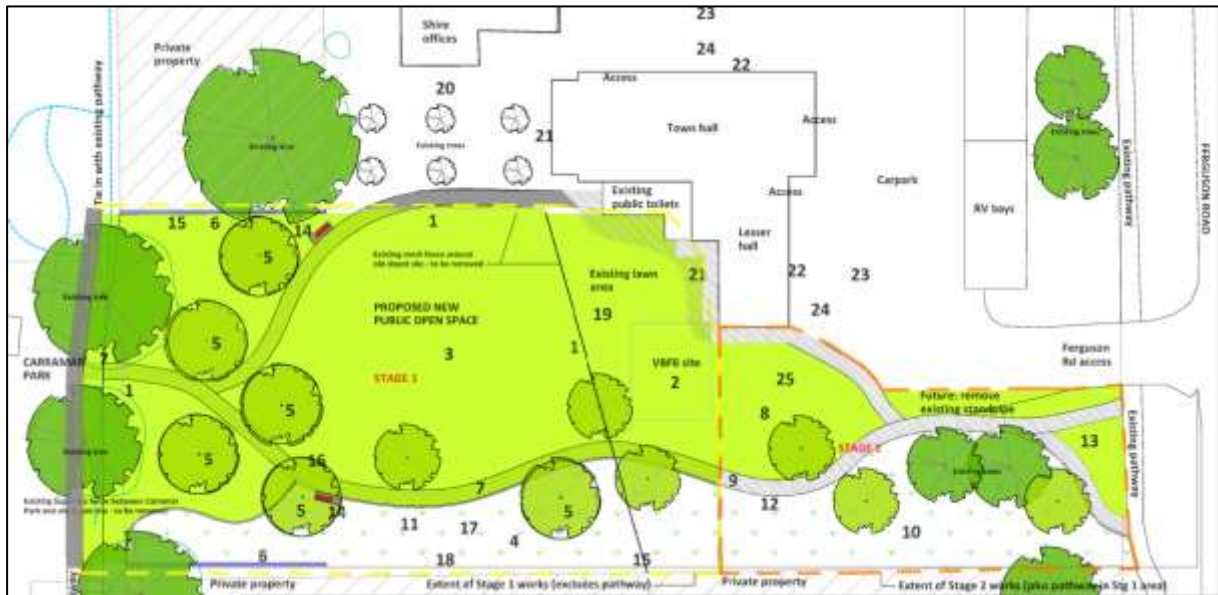 23
Shire
offices
Private
property
24
22
Access
20
Town hall
Access
Existing tree
Existing trees
21
Existing trees
Carpark
Tie in with existing pathway
Existing pathway
FERGUSON ROAD
Existing
public toilets
Access
RV bays
15
6
14
1
Lesser
hall
5
Existing mesh fence around
Existing lawn
area
21
22
23
Existing tree
PROPOSED NEW
PUBLIC OPEN SPACE
19
24
5
3
1
VBFB site
2
Ferguson
Rd access
CARRAMAR
PARK
7
1
STAGE 1
25
5
8
Future: remove
existing
13
Existing pathway
5
16
STAGE 2
7
9
5
14
11
17
5
12
4
10
6
18
15
Private property
Extent of Stage 1 works (excludes pathway)
Private property
Extent of Stage 2 works (plus pathway in Stg 1 area)